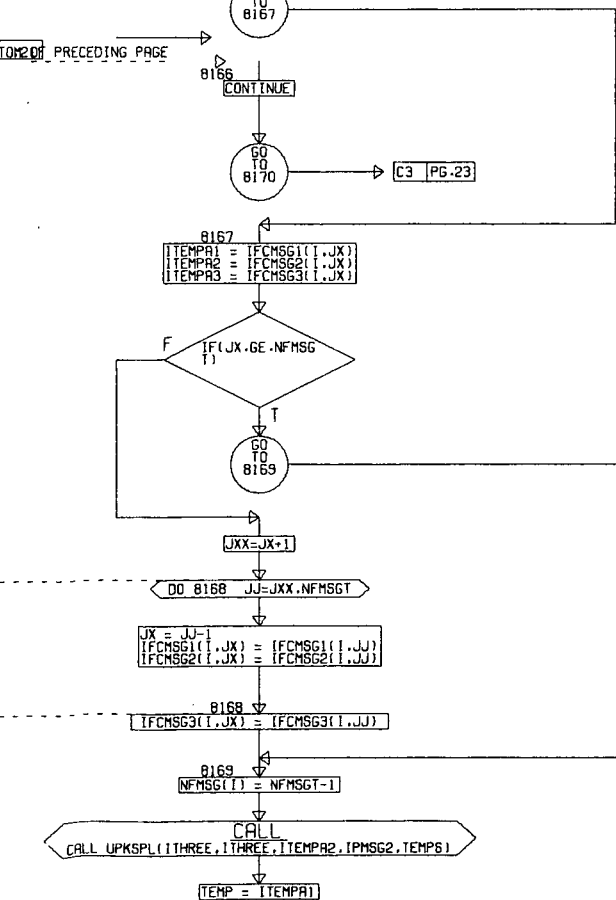 TO
8167
OF PRECEDING PAGE
8166
CONTINUE
GO
TO
8170
C3 PG.23
8167
ITEMPA1 = IFCMSG1(I,JX)
ITEMPA2 = IFCMSG2(I,JX)
ITEMPA3 = IFCMSG3(I,JX)
F
IF(JX.GE.NFMSG
T)
T
GO
TO
8169
JXX=JX+1
DO 8168 JJ=JXX,NFMSGT
JX = JJ-1
IFCMSG1(I,JX) = IFCMSG1(I,JJ)
IFCMSG2(I,JX) = IFCMSG2(I,JJ)
8168
IFCMSG3(I,JX) = IFCMSG3(I,JJ)
8169
NFMSG(I) = NFMSGT-1
CALL
CALL UPKSPL(ITHREE,ITHREE,ITEMPA2,IPMSG2,TEMPS)
TEMP = ITEMPA1